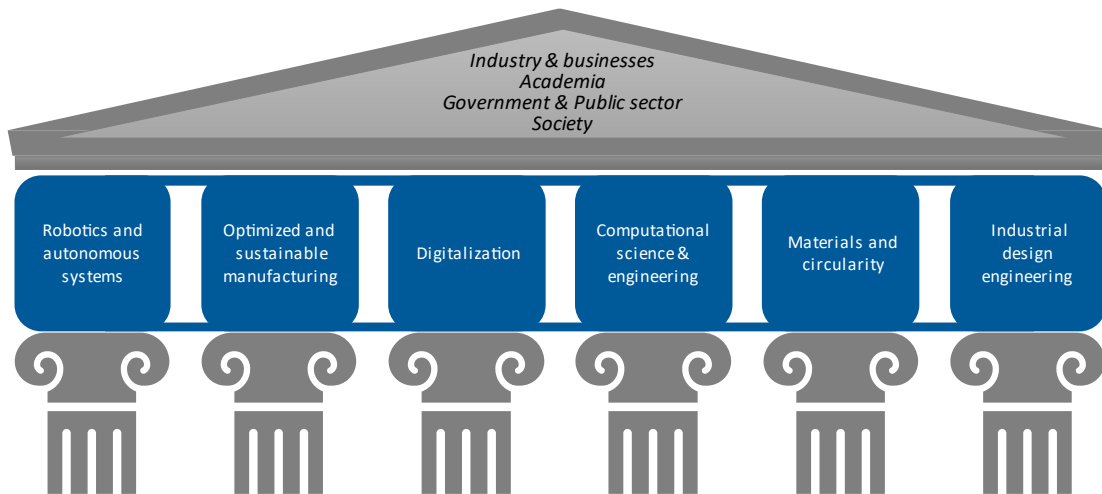 Industry & businesses
Academia
Government & Public sector
Society
Robotics and
autonomous
systems
Optimized and
sustainable
manufacturing
Digitalization
Computational
science &
engineering
Materials and
circularity
Industrial
design
engineering